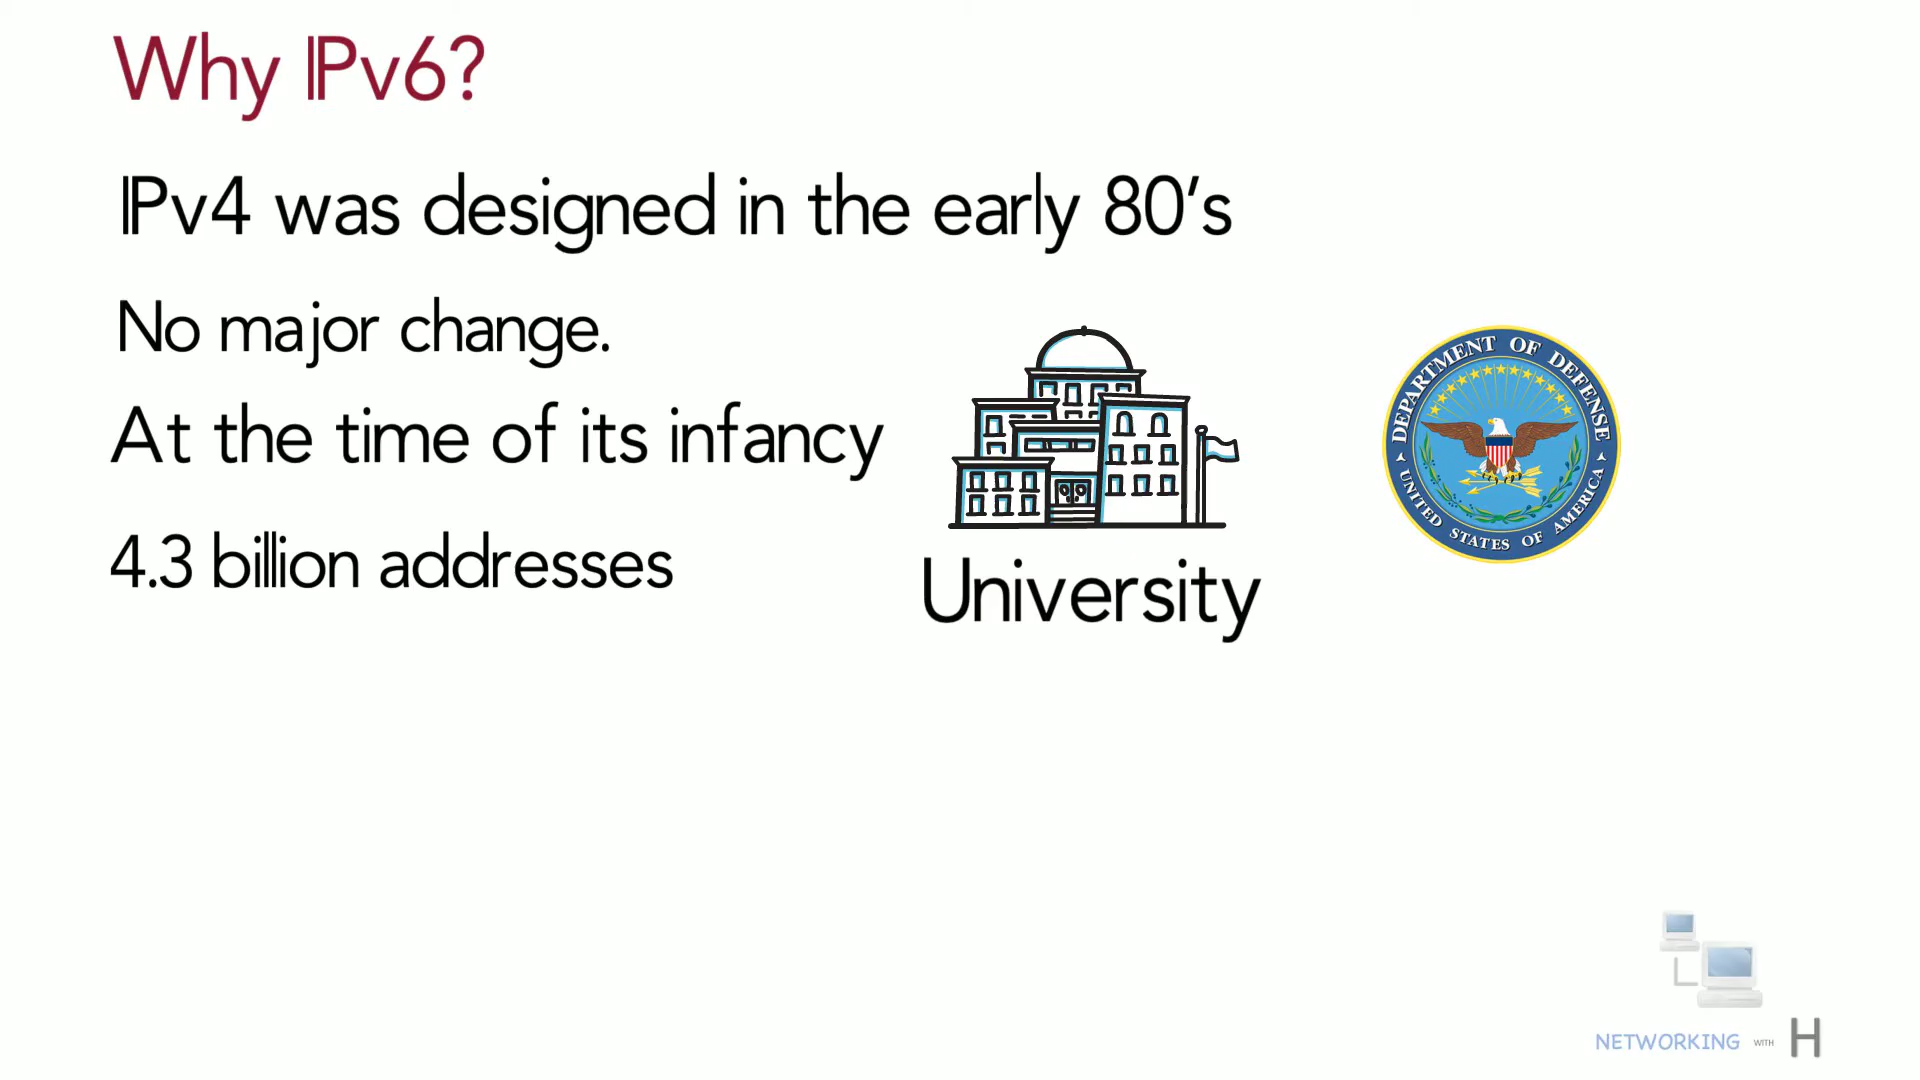 Why IPv6?
IPv4 was designed in the early 80's
No major change.
At the time of its infancy
4.3 billion addresses
University
DEPARTMENT OF DEFENSE
UNITED STATES OF AMERICA
NETWORKING WITH H